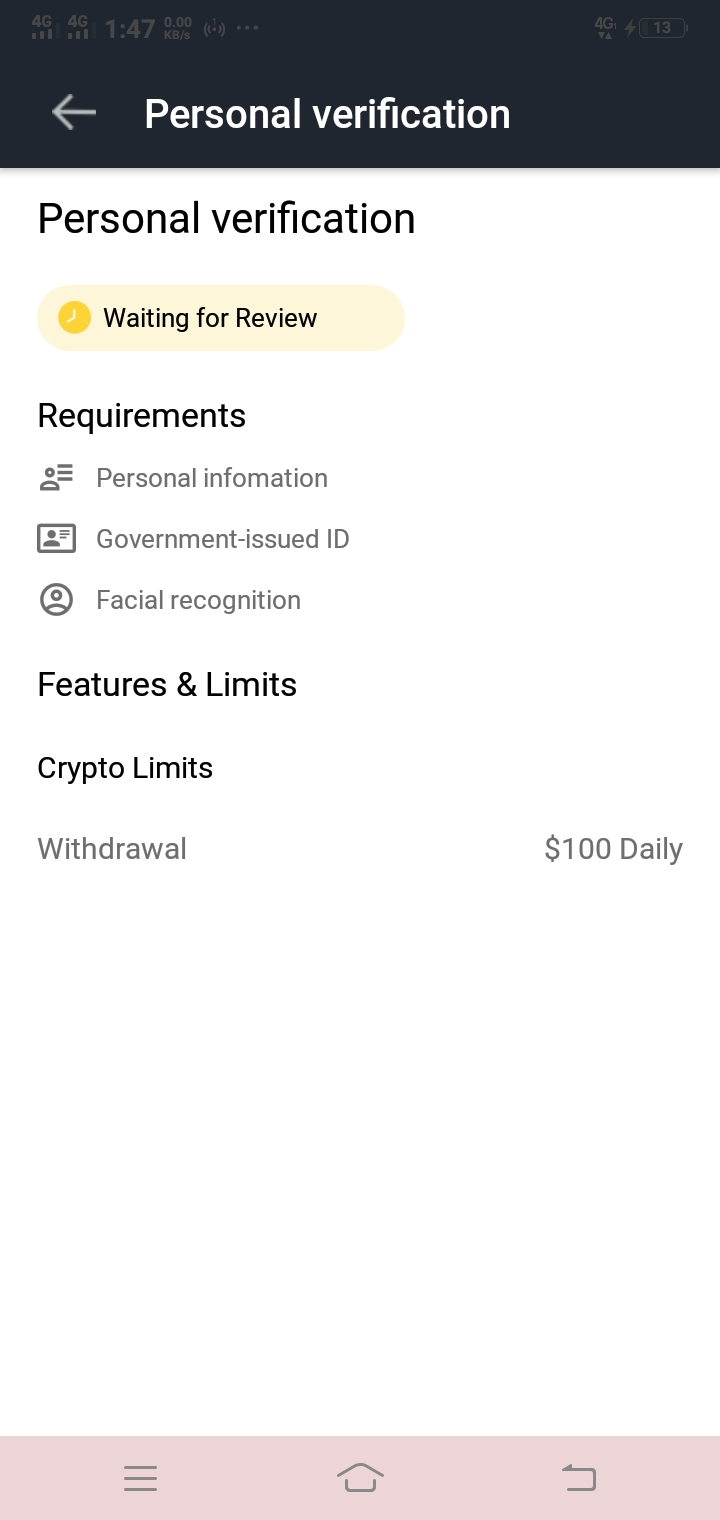 4G 4G 1:47 0.00 KB/s ... 4G 13
Personal verification
Personal verification
Waiting for Review
Requirements
Personal infomation
Government-issued ID
Facial recognition
Features & Limits
Crypto Limits
Withdrawal $100 Daily